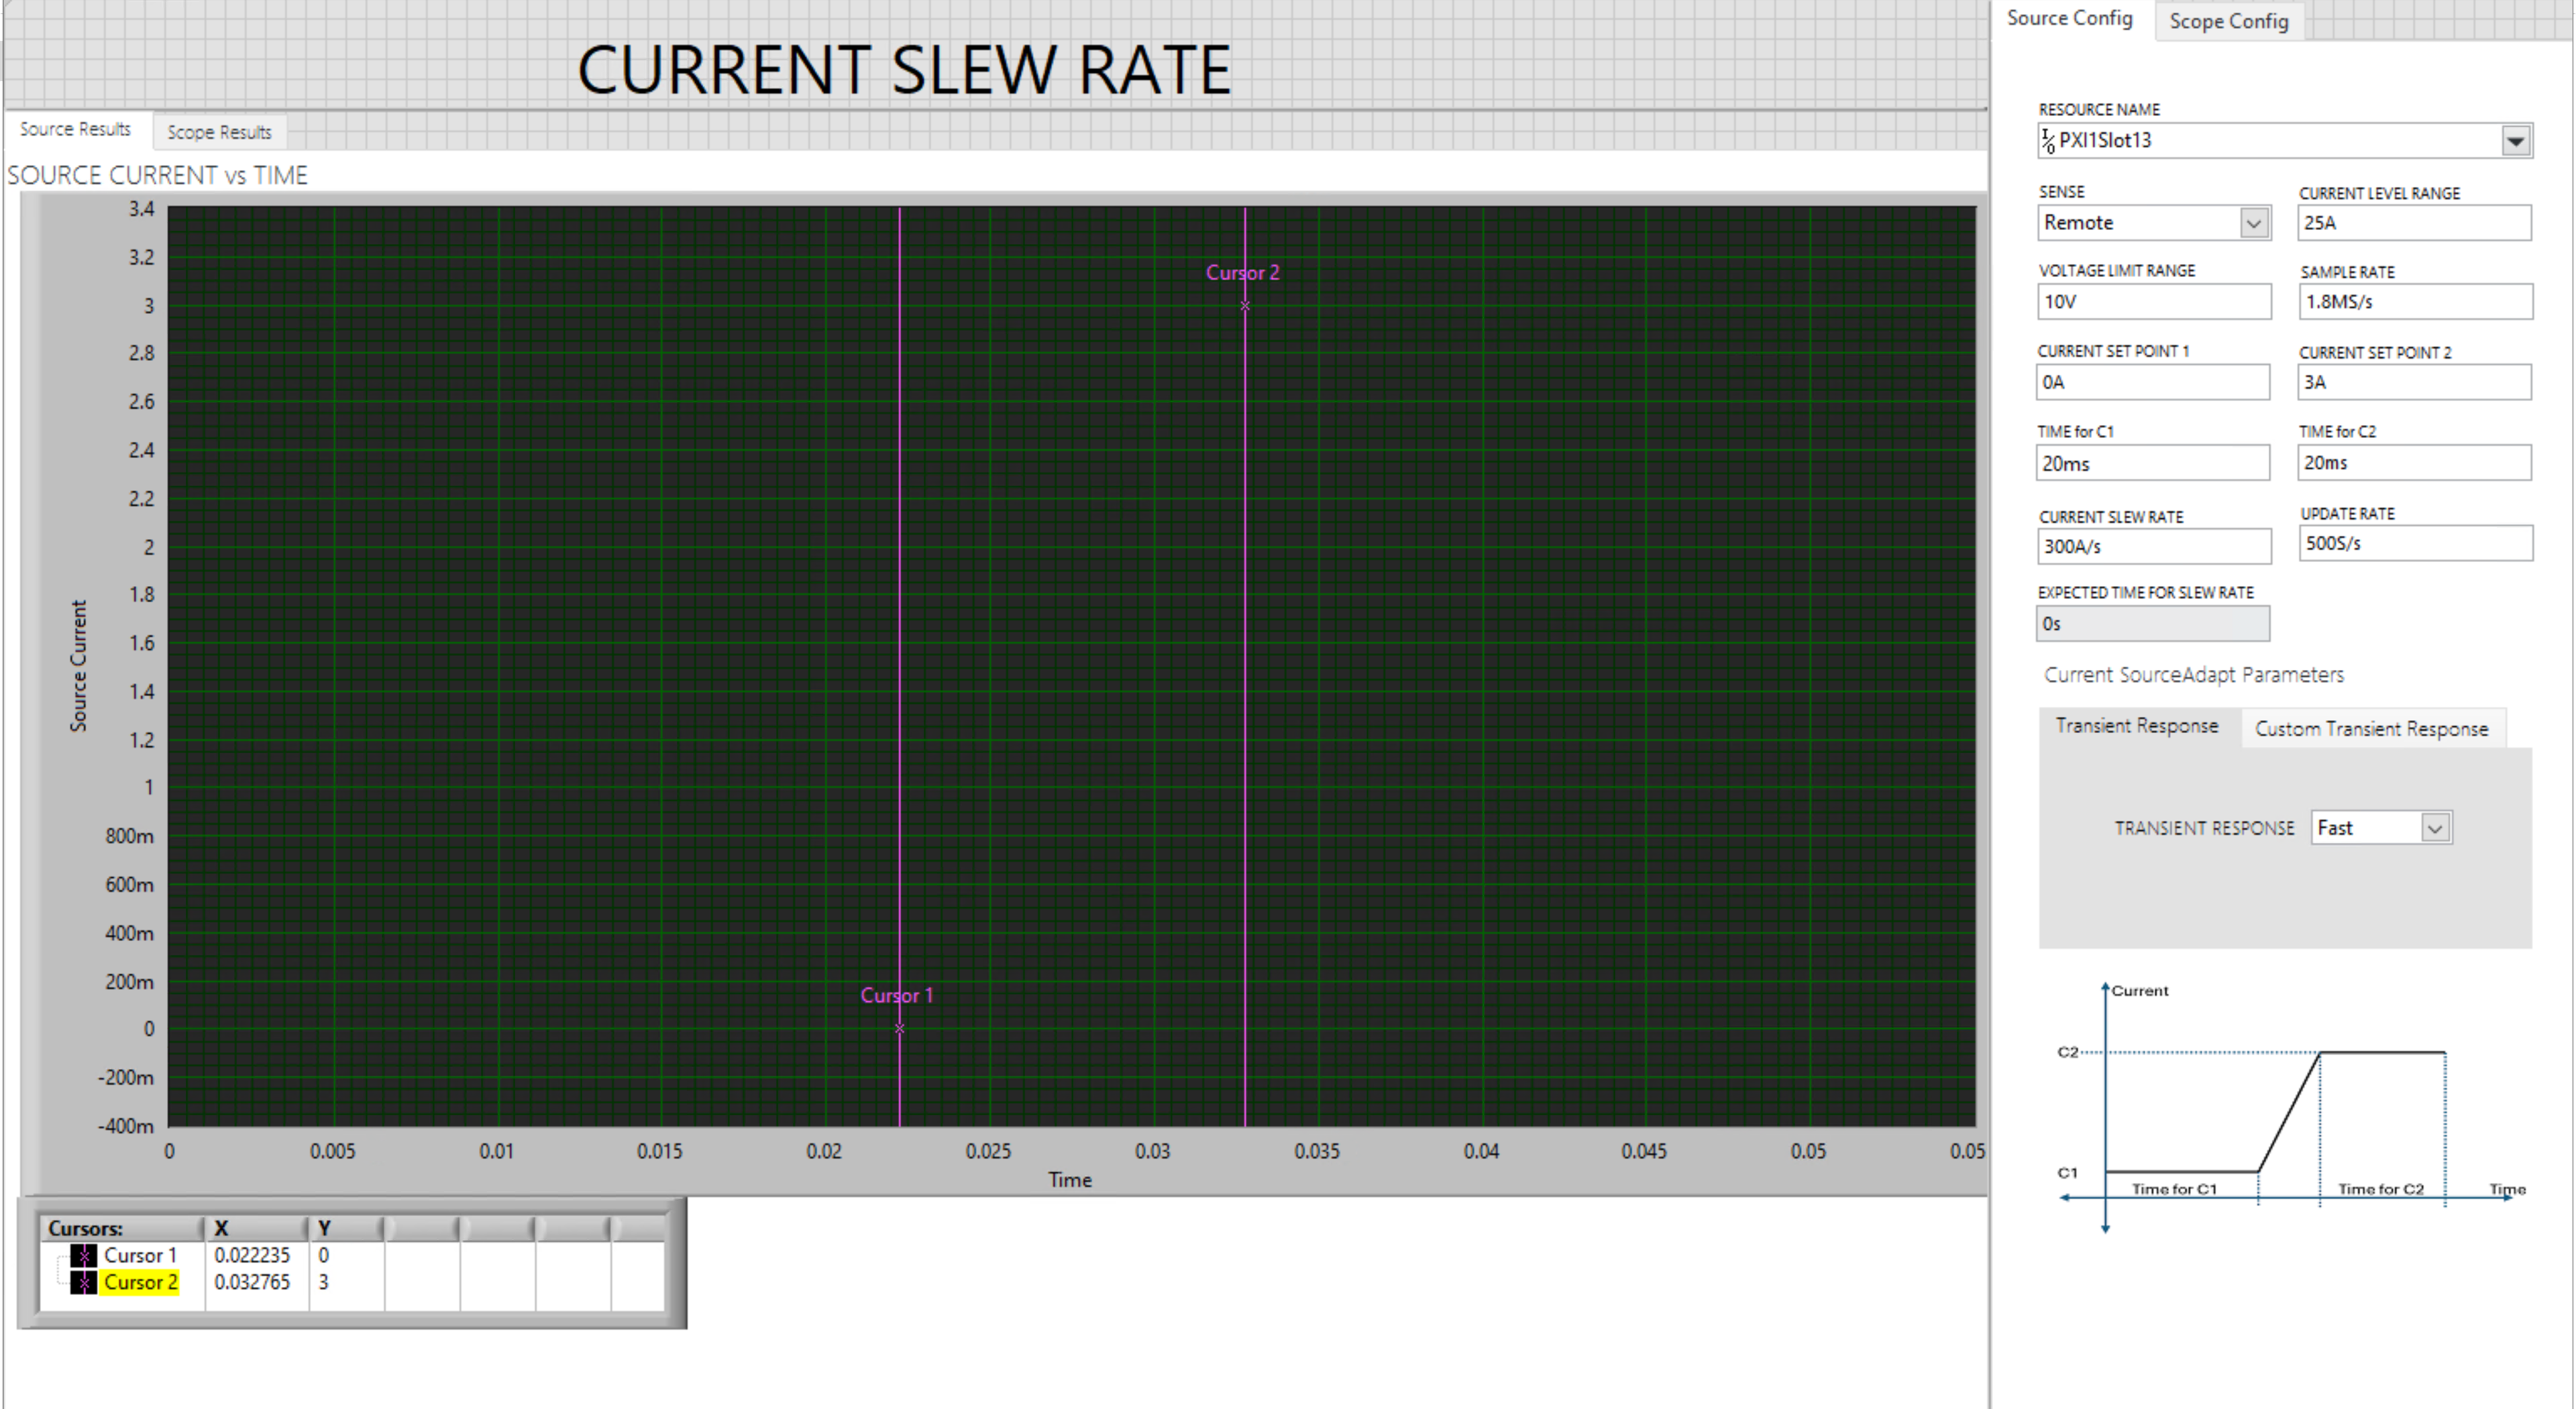 CURRENT SLEW RATE
Source Results
Scope Results
SOURCE CURRENT vs TIME
3.4
3.2
3
2.8
2.6
2.4
2.2
2
1.8
1.6
1.4
1.2
1
800m
600m
400m
200m
0
-200m
-400m
Source Current
Cursor 2
Cursor 1
0 0.005 0.01 0.015 0.02 0.025 0.03 0.035 0.04 0.045 0.05 0.05
Time
Cursors: X Y
Cursor 1 0.022235 0
Cursor 2 0.032765 3
Source Config
Scope Config
RESOURCE NAME
I/O PXI1Slot13
SENSE
Remote
CURRENT LEVEL RANGE
25A
VOLTAGE LIMIT RANGE
10V
SAMPLE RATE
1.8MS/s
CURRENT SET POINT 1
0A
CURRENT SET POINT 2
3A
TIME for C1
20ms
TIME for C2
20ms
CURRENT SLEW RATE
300A/s
UPDATE RATE
500S/s
EXPECTED TIME FOR SLEW RATE
0s
Current SourceAdapt Parameters
Transient Response
Custom Transient Response
TRANSIENT RESPONSE
Fast
Current
C2
C1
Time for C1
Time for C2
Time